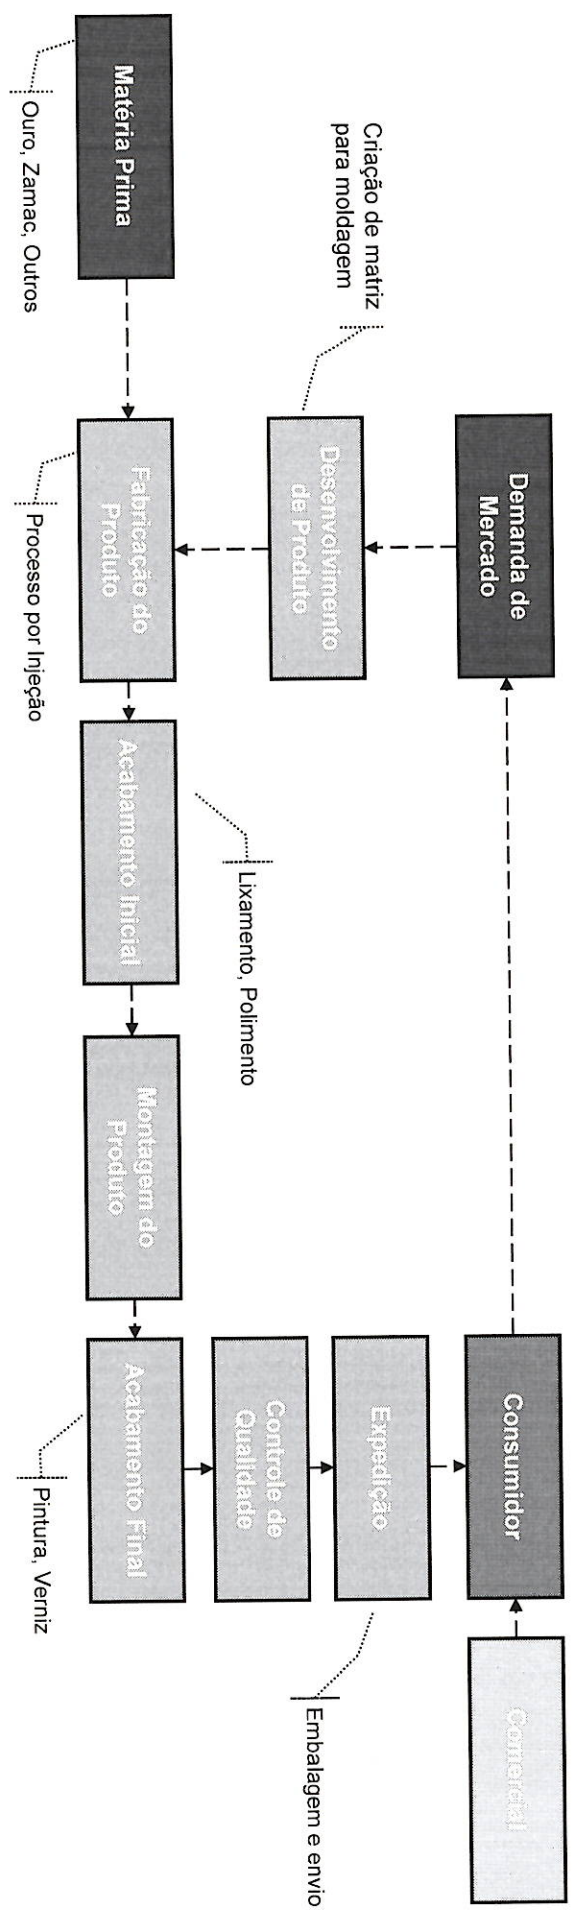 Demanda de
Mercado
Consumidor
Comercial
Criação de matriz
para moldagem
Desenvolvimento
de Produto
Expedição
Embalagem e envio
Lixamento, Polimento
Controle de
Qualidade
Matéria Prima
Fabricação do
Produto
Acabamento Inicial
Montagem do
Produto
Acabamento Final
Ouro, Zamac, Outros
Processo por Injeção
Pintura, Verniz